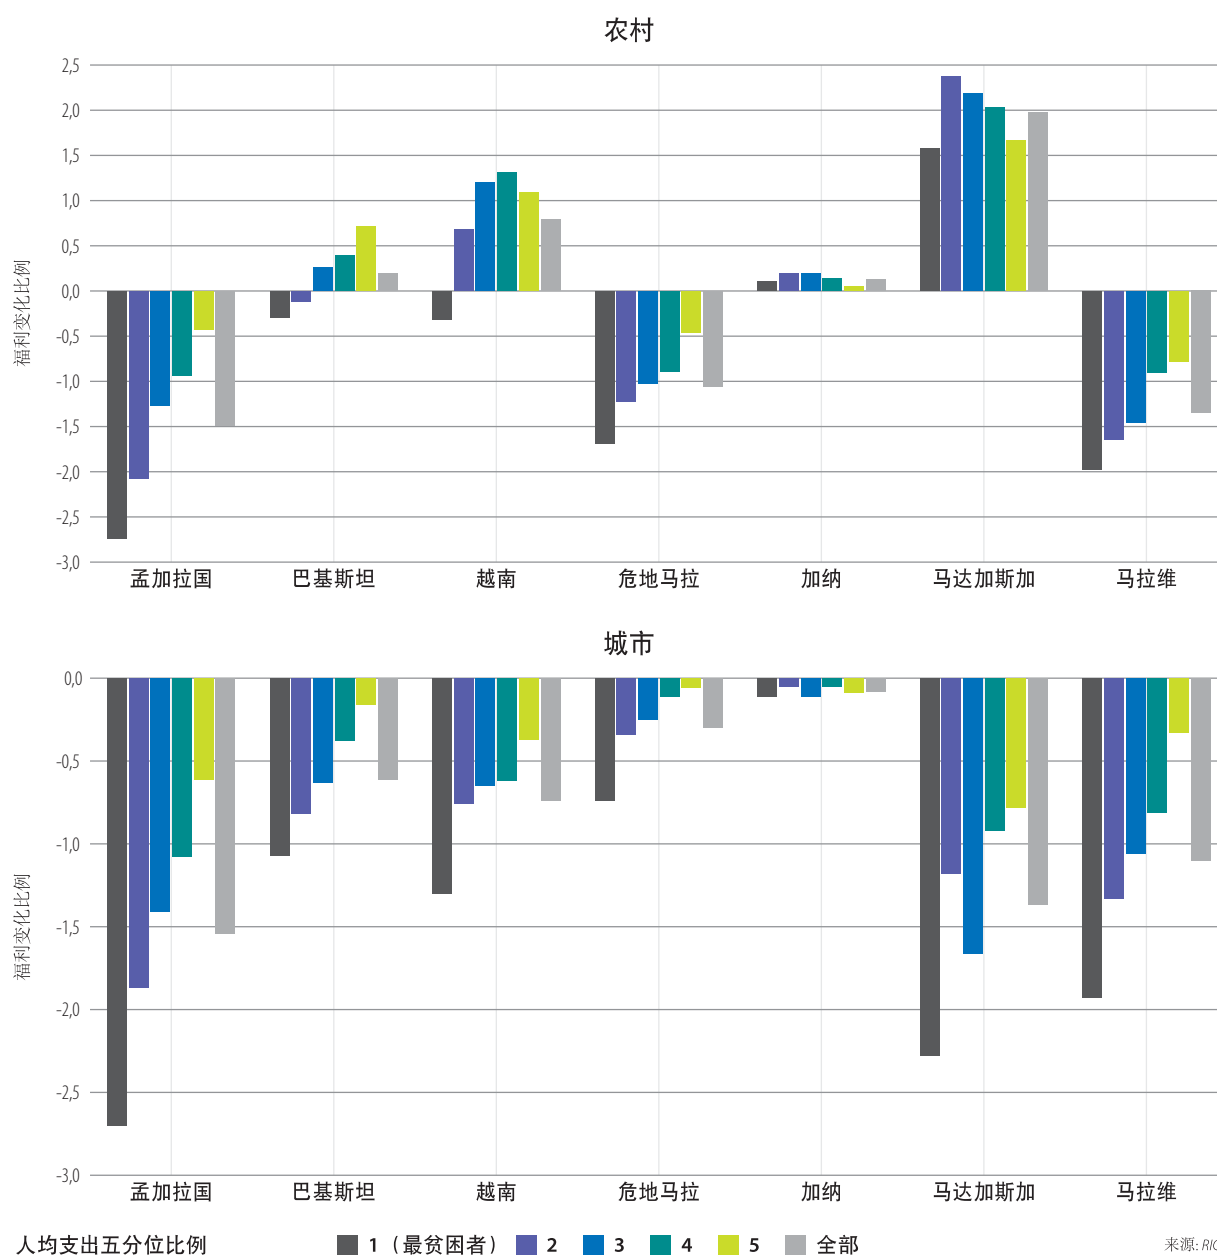 农村
福利变化比例
2,5
2,0
1,5
1,0
0,5
0,0
-0,5
-1,0
-1,5
-2,0
-2,5
-3,0
孟加拉国 巴基斯坦 越南 危地马拉 加纳 马达加斯加 马拉维
城市
福利变化比例
0,0
-0,5
-1,0
-1,5
-2,0
-2,5
-3,0
孟加拉国 巴基斯坦 越南 危地马拉 加纳 马达加斯加 马拉维
人均支出五分位比例 1（最贫困者） 2 3 4 5 全部
来源: RIG